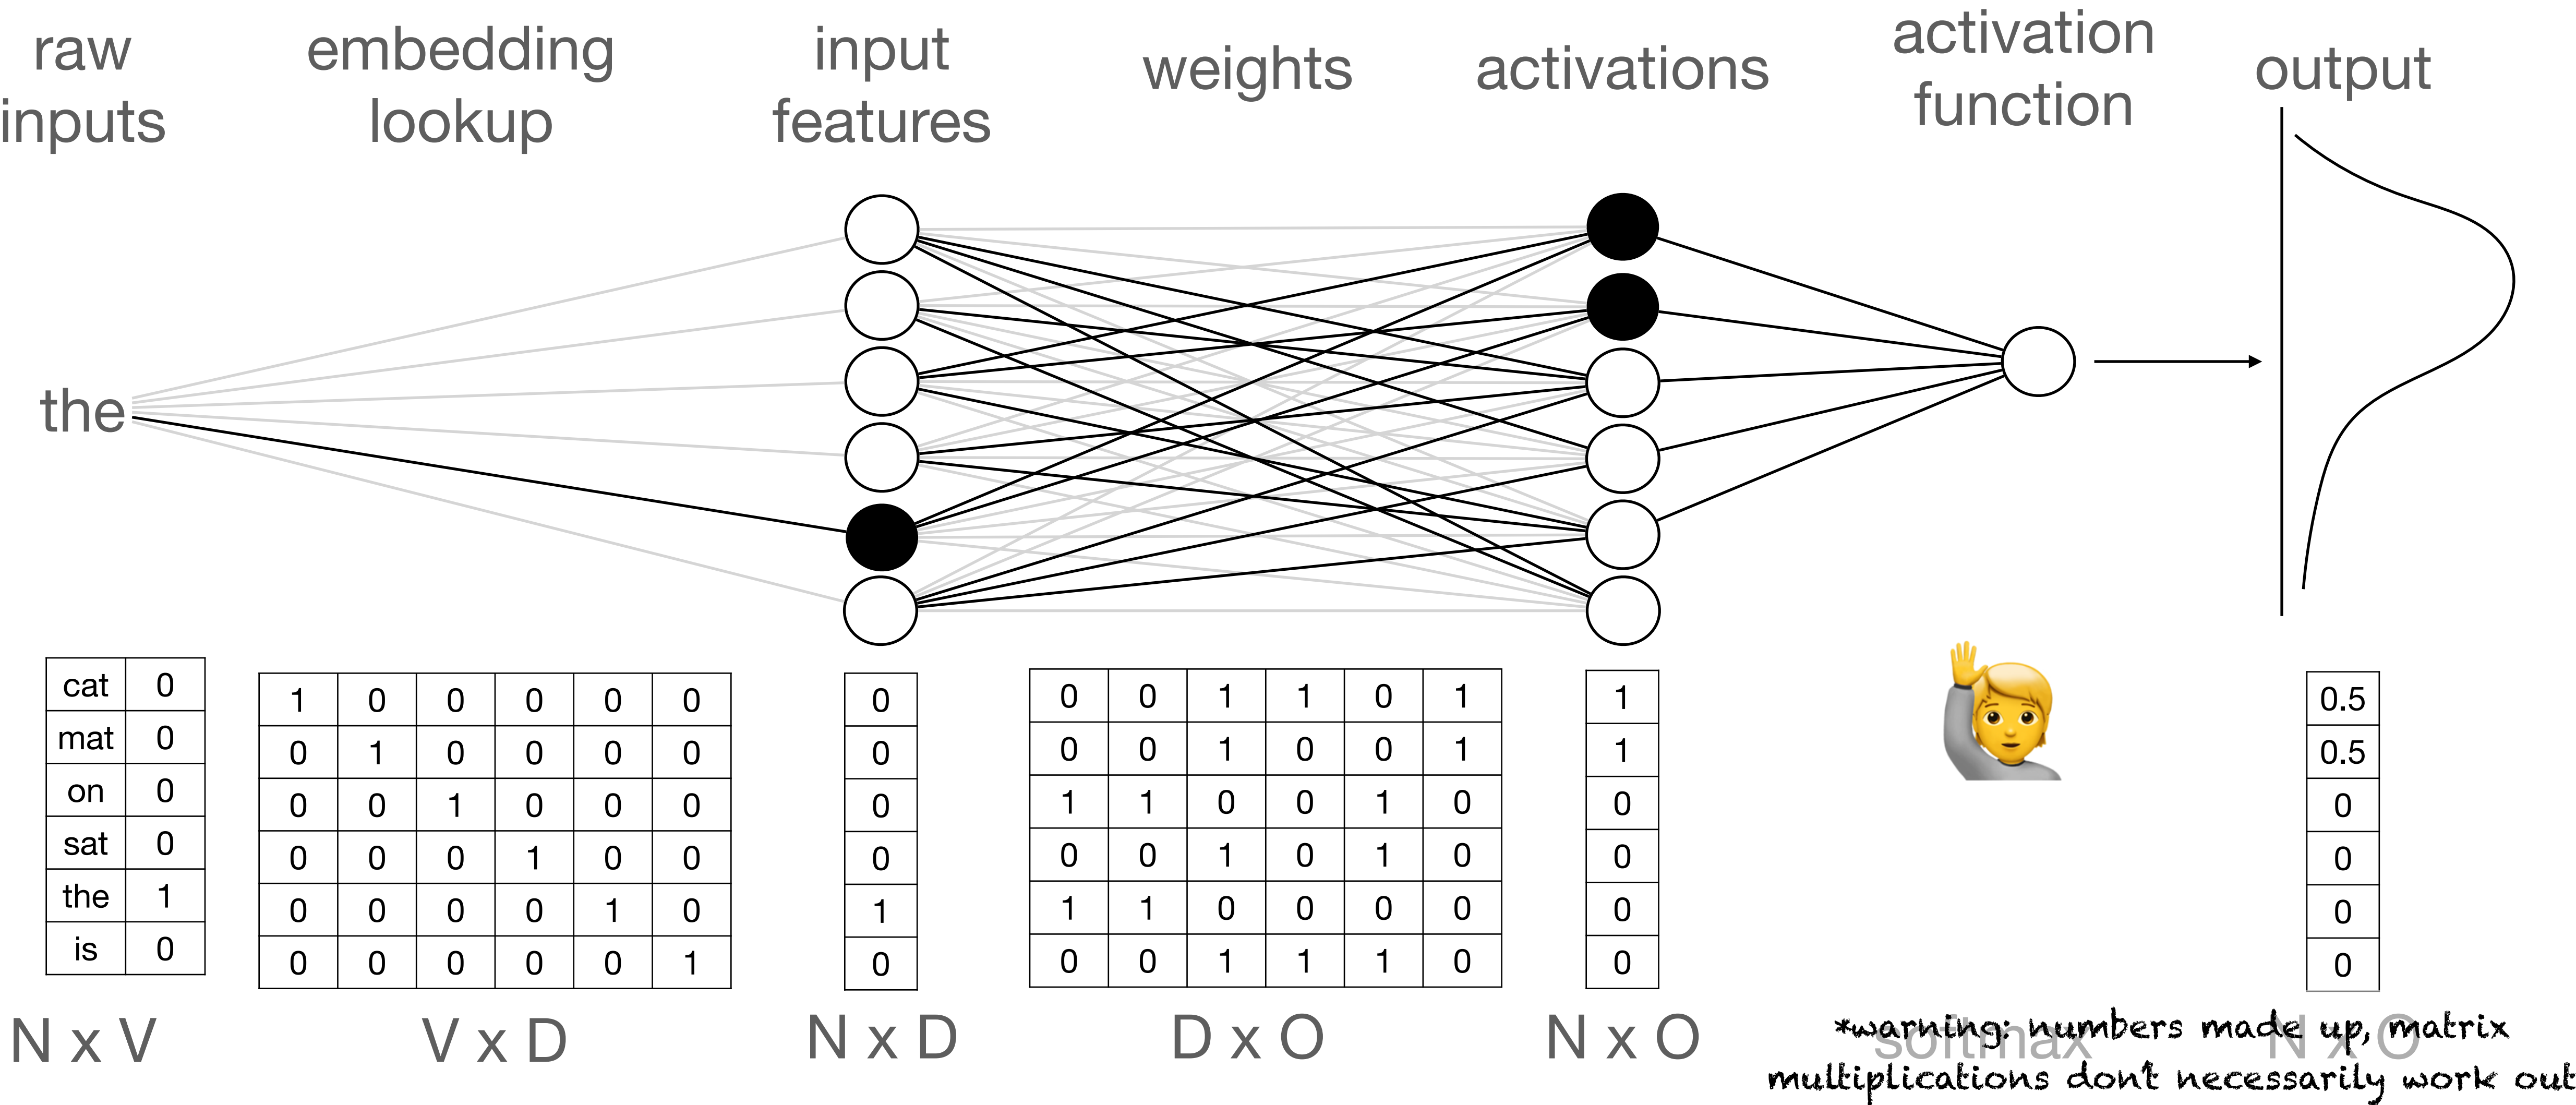 raw
inputs
embedding
lookup
input
features
weights
activations
activation
function
output
the
cat 0
mat 0
on 0
sat 0
the 1
is 0
1 0 0 0 0 0
0 1 0 0 0 0
0 0 1 0 0 0
0 0 0 1 0 0
0 0 0 0 1 0
0 0 0 0 0 1
0
0
0
0
1
0
0 0 1 1 0 1
0 0 1 0 0 1
1 1 0 0 1 0
0 0 1 0 1 0
1 1 0 0 0 0
0 0 1 1 1 0
1
1
0
0
0
0
0.5
0.5
0
0
0
0
N x V
V x D
N x D
D x O
N x O
softmax
N x O
*warning: numbers made up, matrix
multiplications don't necessarily work out